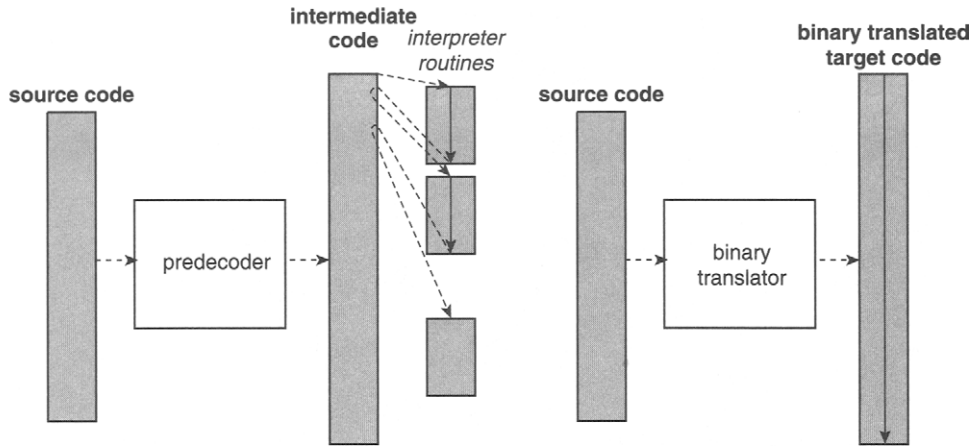 intermediate
code
interpreter
routines
source code
predecoder
binary translated
target code
source code
binary
translator